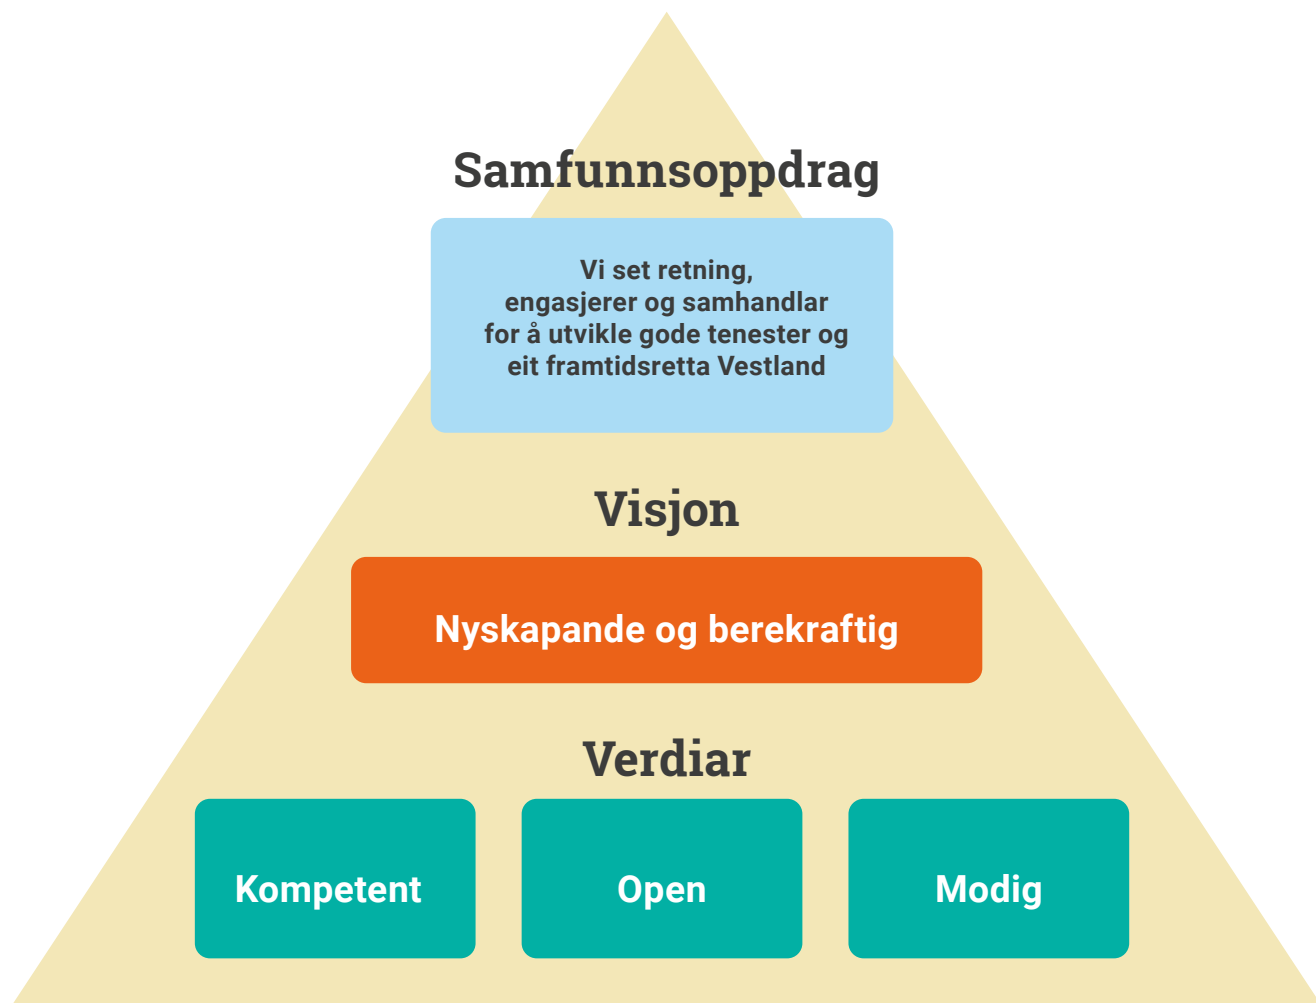 Samfunnsoppdrag
Vi set retning,
engasjerer og samhandlar
for å utvikle gode tenester og
eit framtidsretta Vestland
Visjon
Nyskapande og berekraftig
Verdiar
Kompetent
Open
Modig